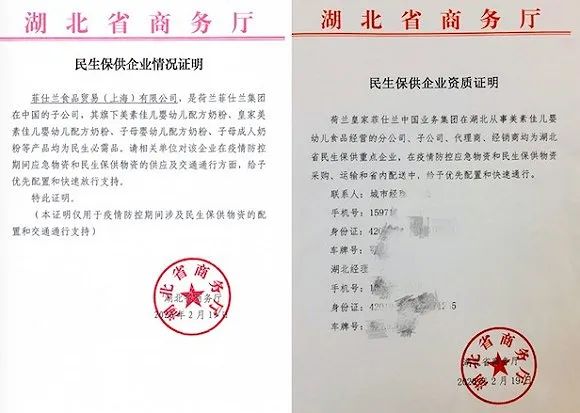 湖北省商务厅
民生保供企业情况证明
菲仕兰食品贸易（上海）有限公司，是荷兰菲仕兰集团
在中国的子公司，其旗下美素佳儿婴幼儿配方奶粉、皇家美
素佳儿婴幼儿配方奶粉、子母婴幼儿配方奶粉、子母成人奶
粉等产品均为民生必需品。请相关单位对该企业在疫情防控
期间应急物资和民生保供物资的供应及交通通行方面，给予
优先配置和快速放行支持。
特此证明。
（本证明仅用于疫情防控期间涉及民生保供物资的配
置和交通通行支持）
湖北省商务厅
2020年2月19日
湖北省商务厅
湖北省商务厅
民生保供企业资质证明
荷兰皇家菲仕兰中国业务集团在湖北从事美素佳儿婴
幼儿食品经营的分公司、子公司、代理商、经销商均为湖北
省民生保供重点企业，在疫情防控应急物资和民生保供物资
采购、运输和省内配送中，给予优先配置和快速通行。
联系人：城市经理
手机号：1597
身份证：420
车牌号：
湖北经理
手机号：
身份证：420
车牌号：
湖北省商务厅
2020年2月19日
湖北省商务厅